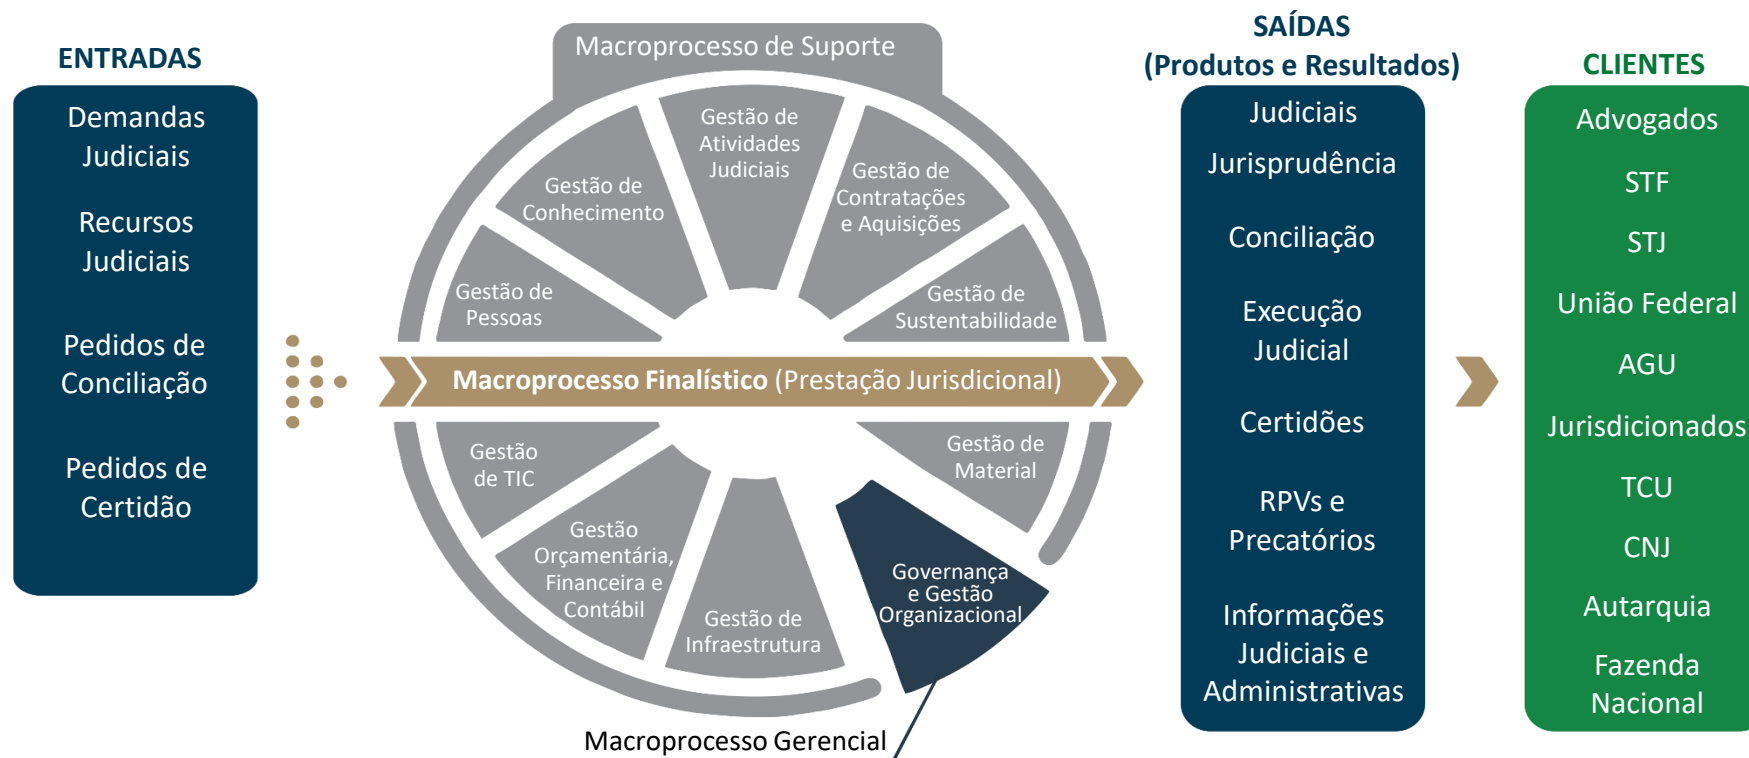 ENTRADAS
Demandas
Judiciais
Recursos
Judiciais
Pedidos de
Conciliação
Pedidos de
Certidão
Macroprocesso de Suporte
Gestão de
Pessoas
Gestão de
Conhecimento
Gestão de
Atividades
Judiciais
Gestão de
Contratações
e Aquisições
Gestão de
Sustentabilidade
Macroprocesso Finalístico (Prestação Jurisdicional)
Gestão
de TIC
Gestão
Orçamentária,
Financeira e
Contábil
Gestão de
Infraestrutura
Governança
e Gestão
Organizacional
Gestão de
Material
Macroprocesso Gerencial
SAÍDAS
(Produtos e Resultados)
Judiciais
Jurisprudência
Conciliação
Execução
Judicial
Certidões
RPVs e
Precatórios
Informações
Judiciais e
Administrativas
CLIENTES
Advogados
STF
STJ
União Federal
AGU
Jurisdicionados
TCU
CNJ
Autarquia
Fazenda
Nacional